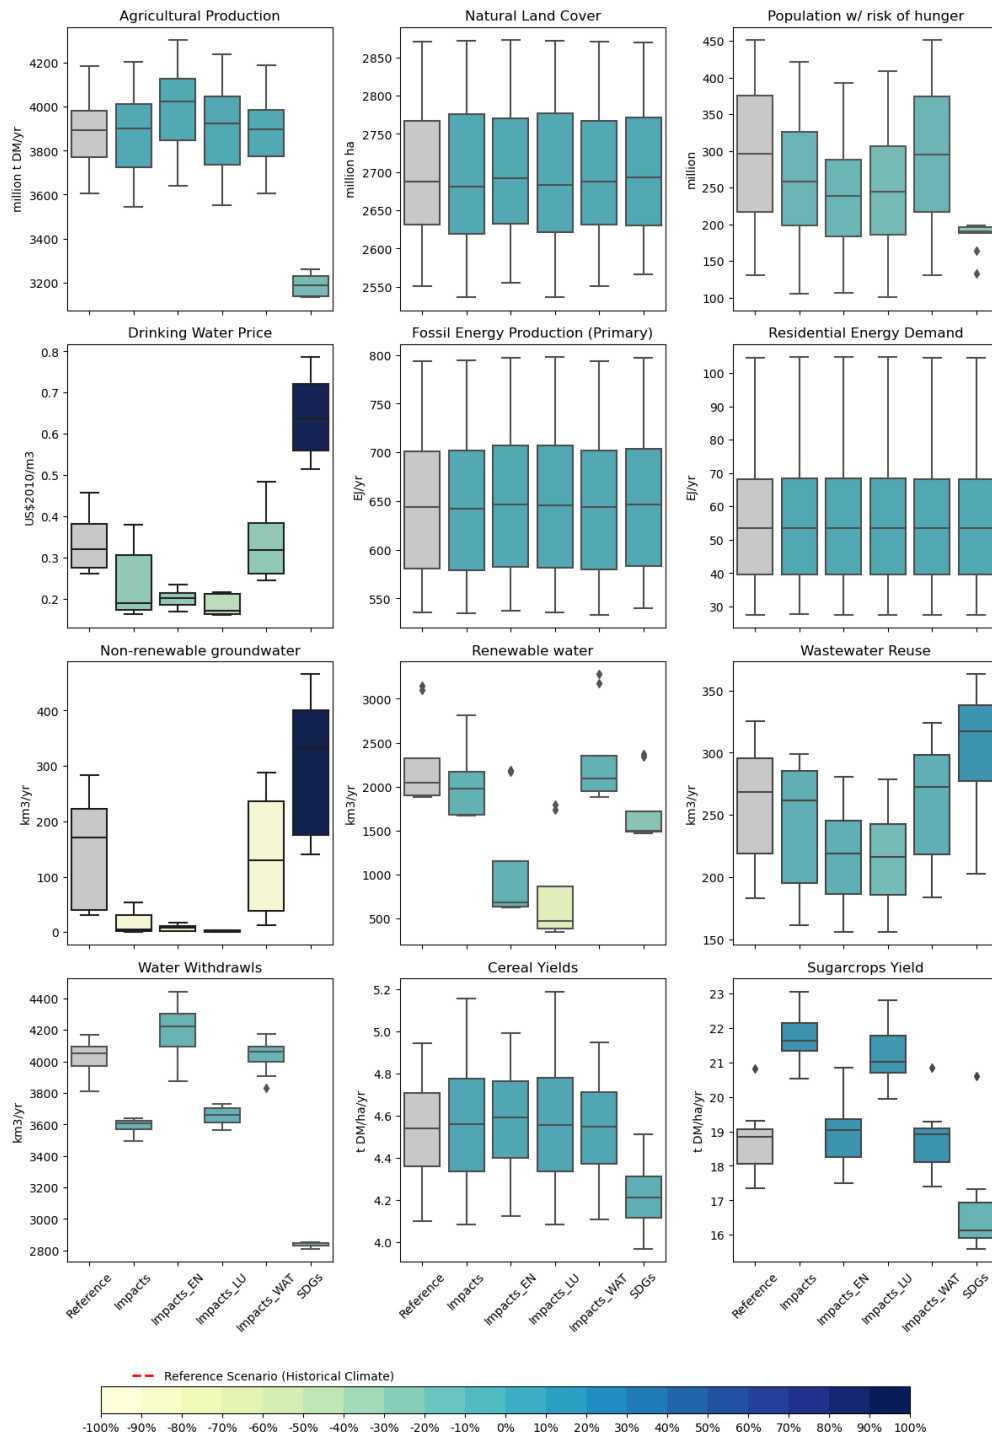 Agricultural Production
Natural Land Cover
Population w/ risk of hunger
million t DM/yr
4200
4000
3800
3600
3400
3200
million ha
2850
2800
2750
2700
2650
2600
2550
million
450
400
350
300
250
200
150
100
Drinking Water Price
Fossil Energy Production (Primary)
Residential Energy Demand
US$2010/m3
0.8
0.7
0.6
0.5
0.4
0.3
0.2
EJ/yr
800
750
700
650
600
550
EJ/yr
100
90
80
70
60
50
40
30
Non-renewable groundwater
Renewable water
Wastewater Reuse
km3/yr
400
300
200
100
0
km3/yr
3000
2500
2000
1500
1000
500
km3/yr
350
300
250
200
150
Water Withdrawls
Cereal Yields
Sugarcrops Yield
km3/yr
4400
4200
4000
3800
3600
3400
3200
3000
2800
t DM/ha/yr
5.2
5.0
4.8
4.6
4.4
4.2
4.0
t DM/ha/yr
23
22
21
20
19
18
17
16
Reference
Impacts
Impacts_EN
Impacts_LU
Impacts_WAT
SDGs
Reference
Impacts
Impacts_EN
Impacts_LU
Impacts_WAT
SDGs
Reference
Impacts
Impacts_EN
Impacts_LU
Impacts_WAT
SDGs
Reference Scenario (Historical Climate)
-100% -90% -80% -70% -60% -50% -40% -30% -20% -10% 0% 10% 20% 30% 40% 50% 60% 70% 80% 90% 100%